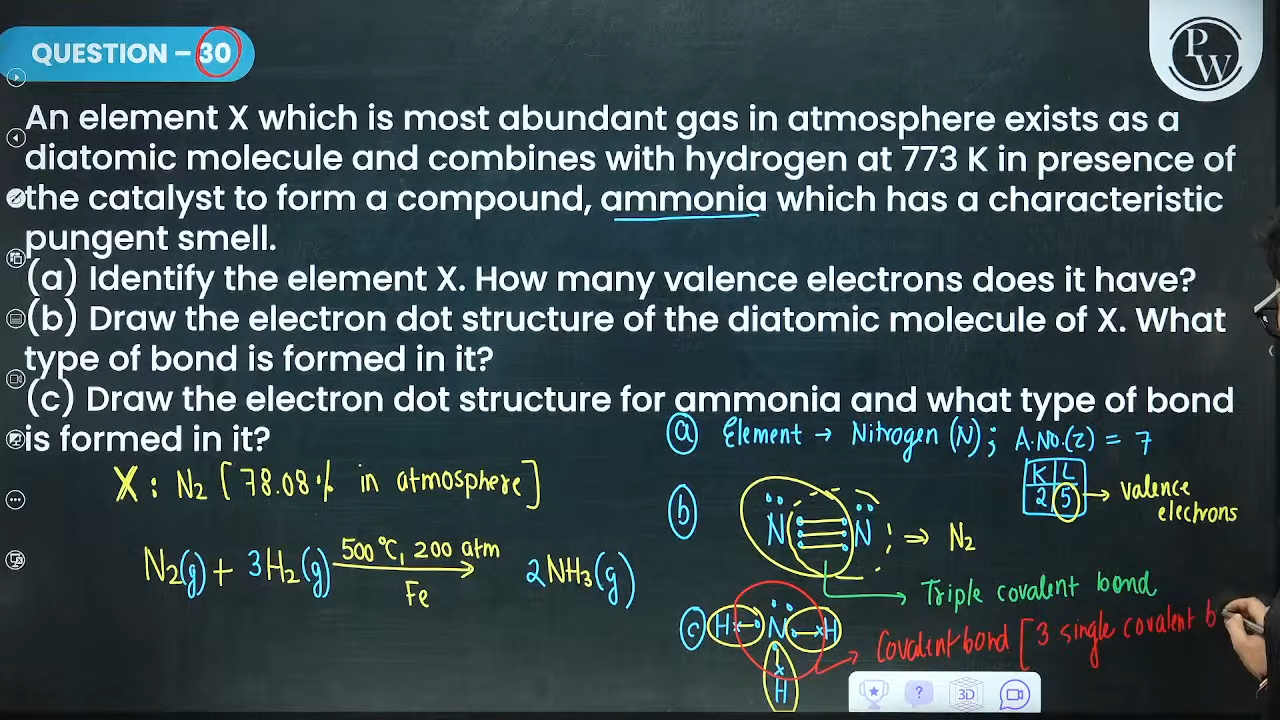 QUESTION – 30
PW
An element X which is most abundant gas in atmosphere exists as a
diatomic molecule and combines with hydrogen at 773 K in presence of
the catalyst to form a compound, ammonia which has a characteristic
pungent smell.
(a) Identify the element X. How many valence electrons does it have?
(b) Draw the electron dot structure of the diatomic molecule of X. What
type of bond is formed in it?
(c) Draw the electron dot structure for ammonia and what type of bond
is formed in it?
X : N₂ [78.08% in atmosphere]
N₂(g) + 3H₂(g) 500°C, 200 atm → 2NH₃(g)
Fe
(a) Element → Nitrogen (N); A.No.(Z) = 7
K L
2 5 → valence
electrons
(b) N N ⇒ N₂
→ Triple covalent bond
(c) H N H
H
→ Covalent bond [3 single covalent b
? 3D